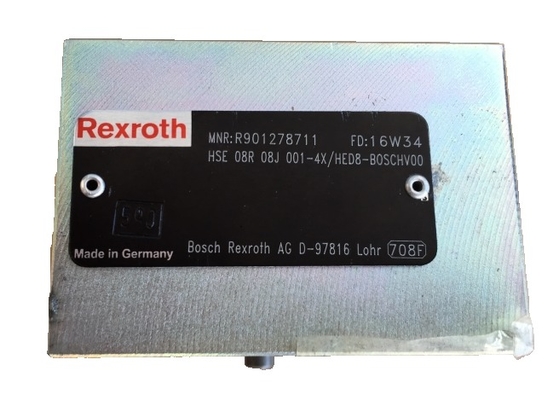 Rexroth
MNR:R901278711 FD:16W34
HSE 08R 08J 001-4X/HED8-BOSCHV00
Made in Germany
Bosch Rexroth AG D-97816 Lohr 708F